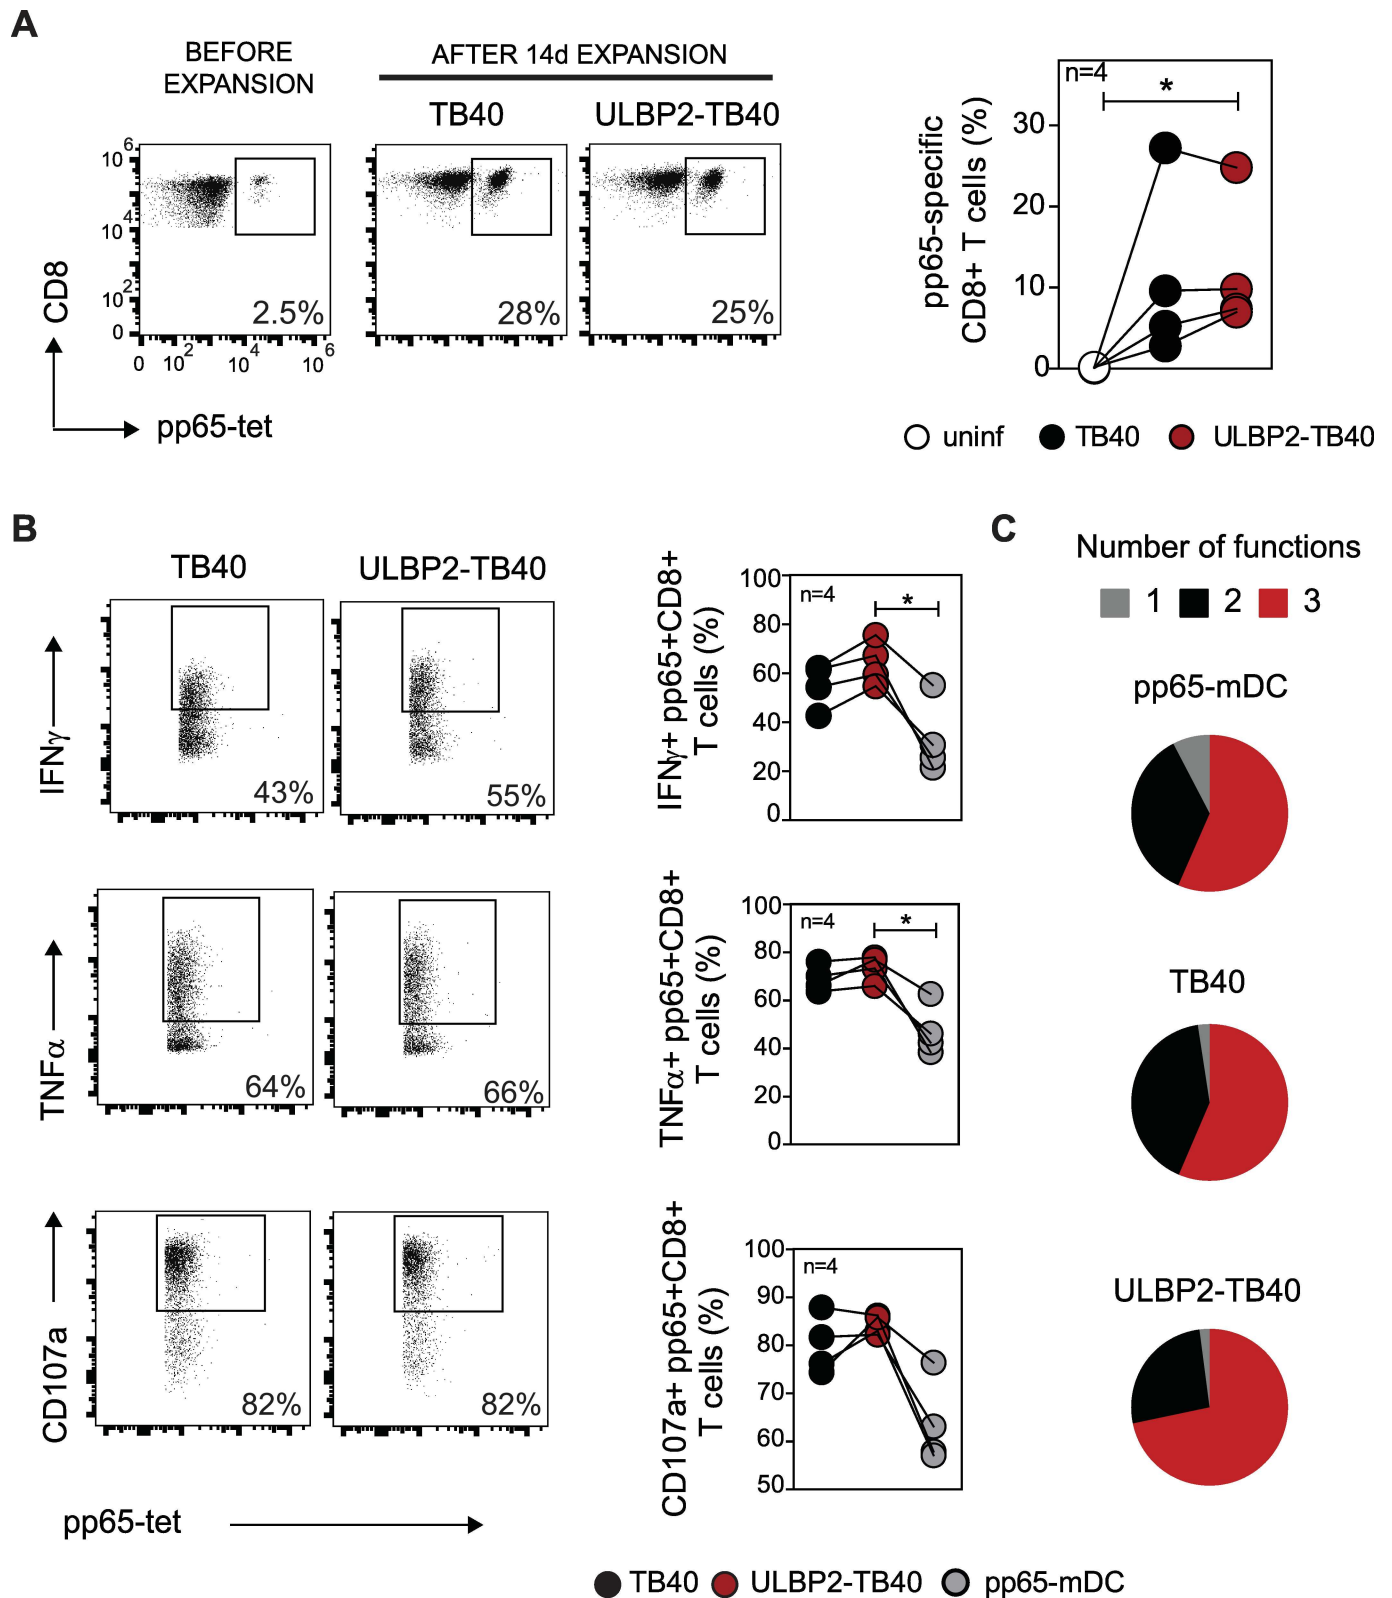 A
BEFORE
EXPANSION
AFTER 14d EXPANSION
TB40
ULBP2-TB40
10^6
10^4
10^2
0
2.5%
28%
25%
0 10^2 10^4 10^6
CD8
pp65-tet
pp65-specific
CD8+ T cells (%)
n=4
*
30
20
10
0
uninf TB40 ULBP2-TB40
B
TB40
ULBP2-TB40
IFNγ
43%
55%
IFNγ+ pp65+CD8+
T cells (%)
n=4
*
100
80
60
40
20
0
TNFα
64%
66%
TNFα+ pp65+CD8+
T cells (%)
n=4
*
100
80
60
40
20
0
CD107a
82%
82%
CD107a+ pp65+CD8+
T cells (%)
n=4
100
90
80
70
60
50
pp65-tet
TB40 ULBP2-TB40 pp65-mDC
C
Number of functions
1 2 3
pp65-mDC
TB40
ULBP2-TB40